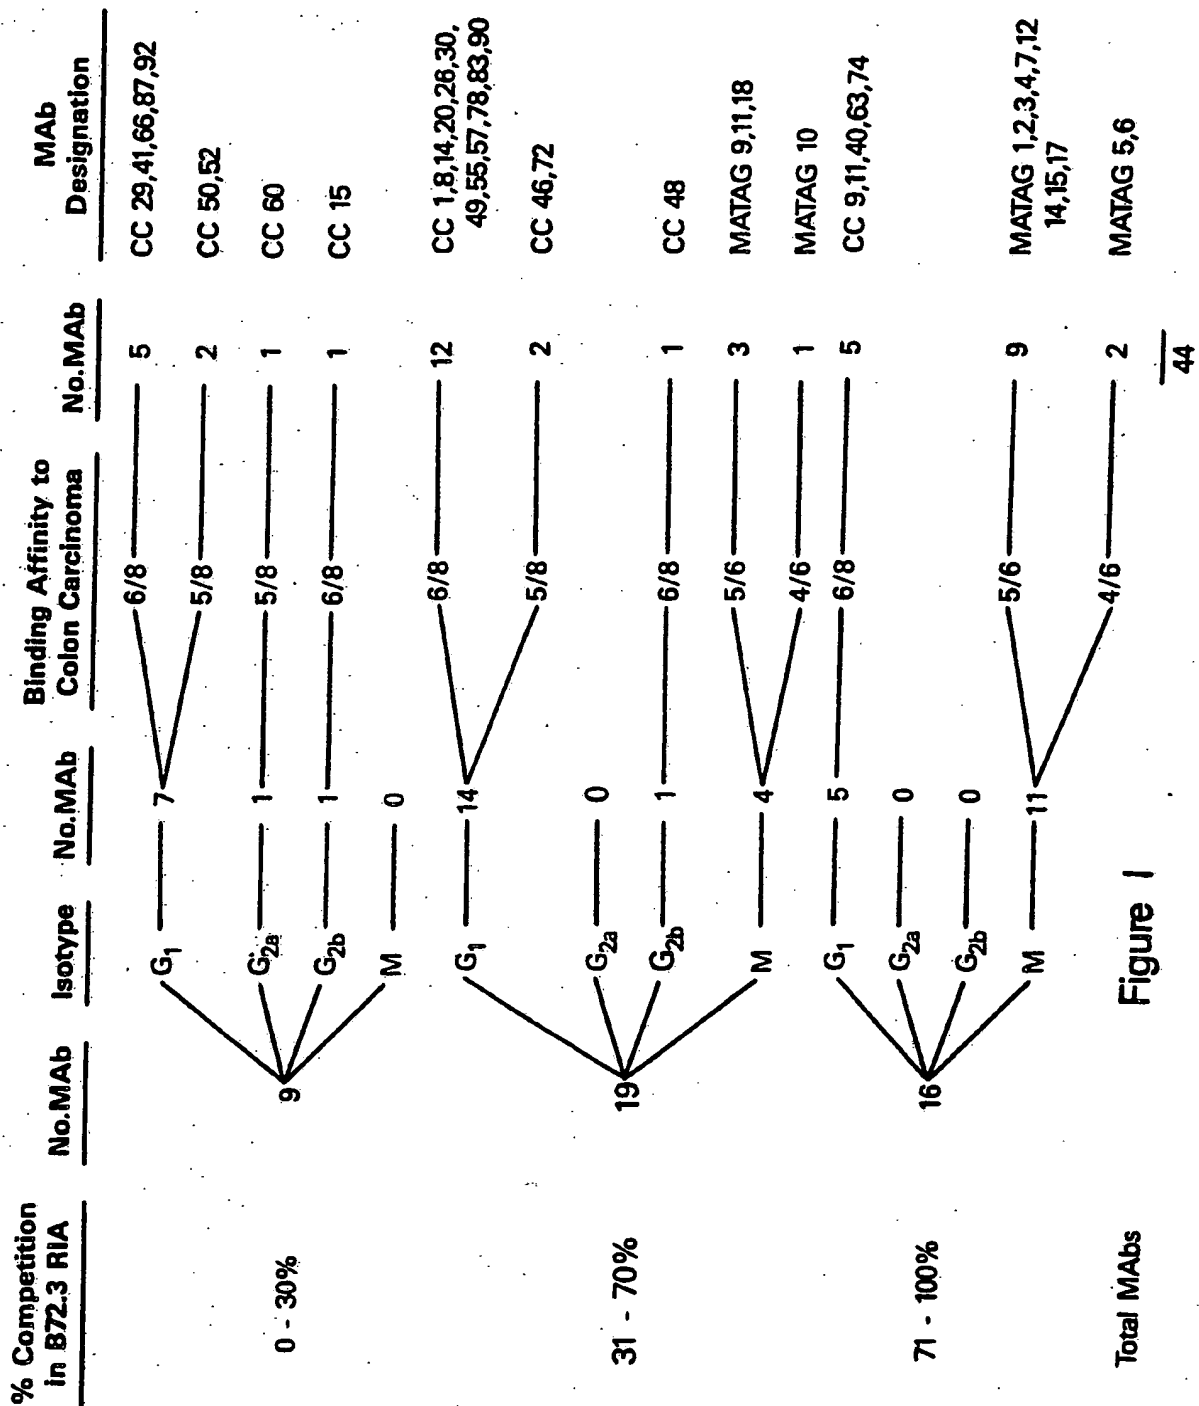 % Competition
in B72.3 RIA
No.MAb
Isotype
No.MAb
Binding Affinity to
Colon Carcinoma
No.MAb
MAb
Designation
0 - 30%
9
G1 7 6/8 5 CC 29,41,66,87,92
5/8 2 CC 50,52
G2a 1 5/8 1 CC 60
G2b 1 6/8 1 CC 15
M 0
31 - 70%
19
G1 14 6/8 12 CC 1,8,14,20,26,30,
49,55,57,78,83,90
5/8 2 CC 46,72
G2a 0
G2b 1 6/8 1 CC 48
M 4 5/6 3 MATAG 9,11,18
4/6 1 MATAG 10
71 - 100%
16
G1 5 6/8 5 CC 9,11,40,63,74
G2a 0
G2b 0
M 11 5/6 9 MATAG 1,2,3,4,7,12
14,15,17
4/6 2 MATAG 5,6
Total MAbs 44
Figure 1